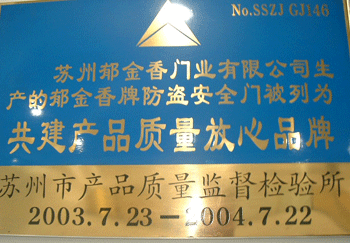 No.SSZJ GJ146
苏州郁金香门业有限公司生
产的郁金香牌防盗安全门被列为
共建产品质量放心品牌
苏州市产品质量监督检验所
2003.7.23—2004.7.22